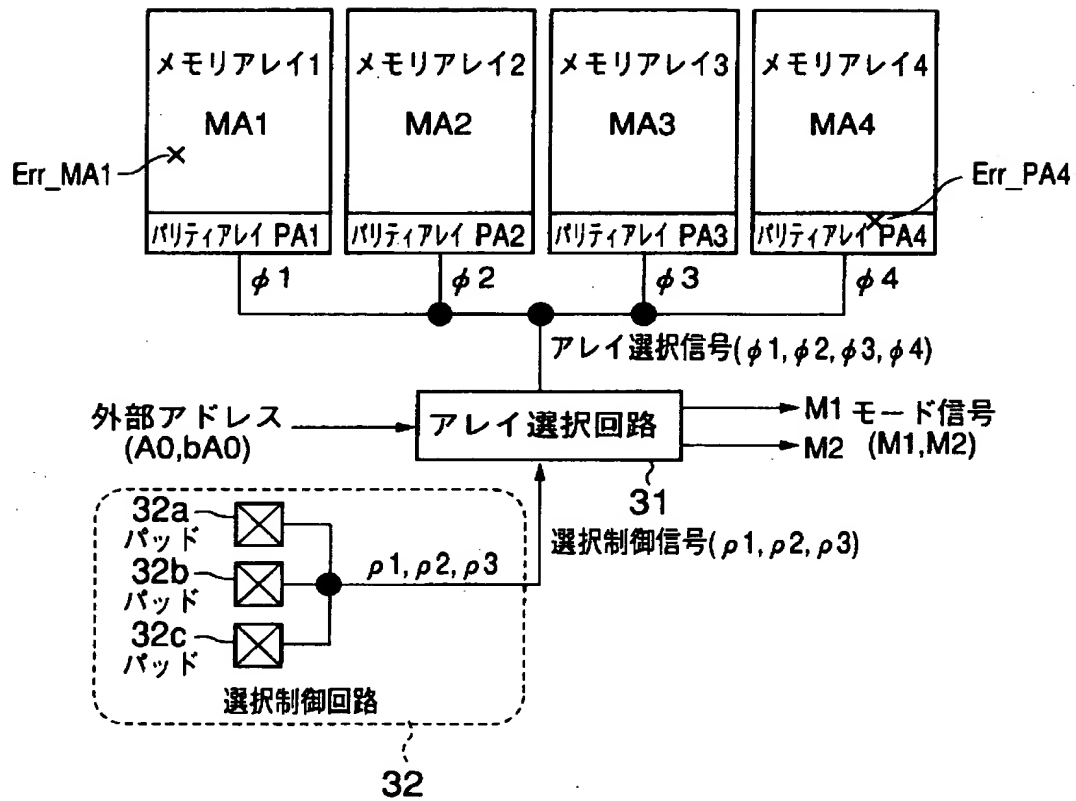 メモリアレイ1
メモリアレイ2
メモリアレイ3
メモリアレイ4
MA1
MA2
MA3
MA4
Err_MA1
Err_PA4
パリティアレイ PA1
パリティアレイ PA2
パリティアレイ PA3
パリティアレイ PA4
φ1
φ2
φ3
φ4
アレイ選択信号(φ1,φ2,φ3,φ4)
外部アドレス
(A0,bA0)
アレイ選択回路
M1 モード信号
M2 (M1,M2)
31
選択制御信号(ρ1,ρ2,ρ3)
32a
パッド
32b
パッド
32c
パッド
ρ1,ρ2,ρ3
選択制御回路
32